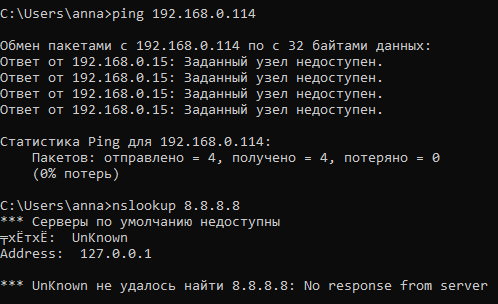 C:\Users\anna>ping 192.168.0.114
Обмен пакетами с 192.168.0.114 по с 32 байтами данных:
Ответ от 192.168.0.15: Заданный узел недоступен.
Ответ от 192.168.0.15: Заданный узел недоступен.
Ответ от 192.168.0.15: Заданный узел недоступен.
Ответ от 192.168.0.15: Заданный узел недоступен.
Статистика Ping для 192.168.0.114:
Пакетов: отправлено = 4, получено = 4, потеряно = 0
(0% потерь)
C:\Users\anna>nslookup 8.8.8.8
*** Серверы по умолчанию недоступны
╤хЁтхЁ: UnKnown
Address: 127.0.0.1
*** UnKnown не удалось найти 8.8.8.8: No response from server